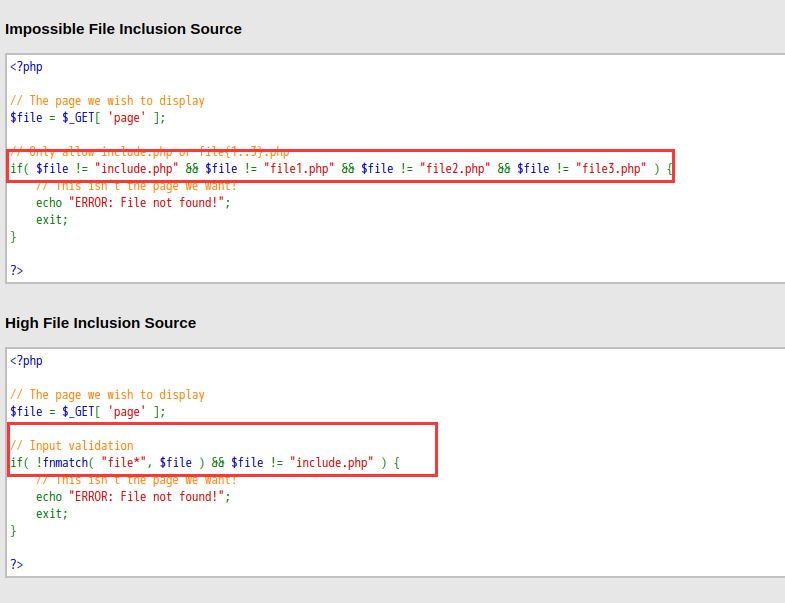 Impossible File Inclusion Source
<?php
// The page we wish to display
$file = $_GET[ 'page' ];
// Only allow include.php or file{1..3}.php
if( $file != "include.php" && $file != "file1.php" && $file != "file2.php" && $file != "file3.php" ) {
// This isn't the page we want!
echo "ERROR: File not found!";
exit;
}
?>
High File Inclusion Source
<?php
// The page we wish to display
$file = $_GET[ 'page' ];
// Input validation
if( !fnmatch( "file*", $file ) && $file != "include.php" ) {
// This isn't the page we want!
echo "ERROR: File not found!";
exit;
}
?>